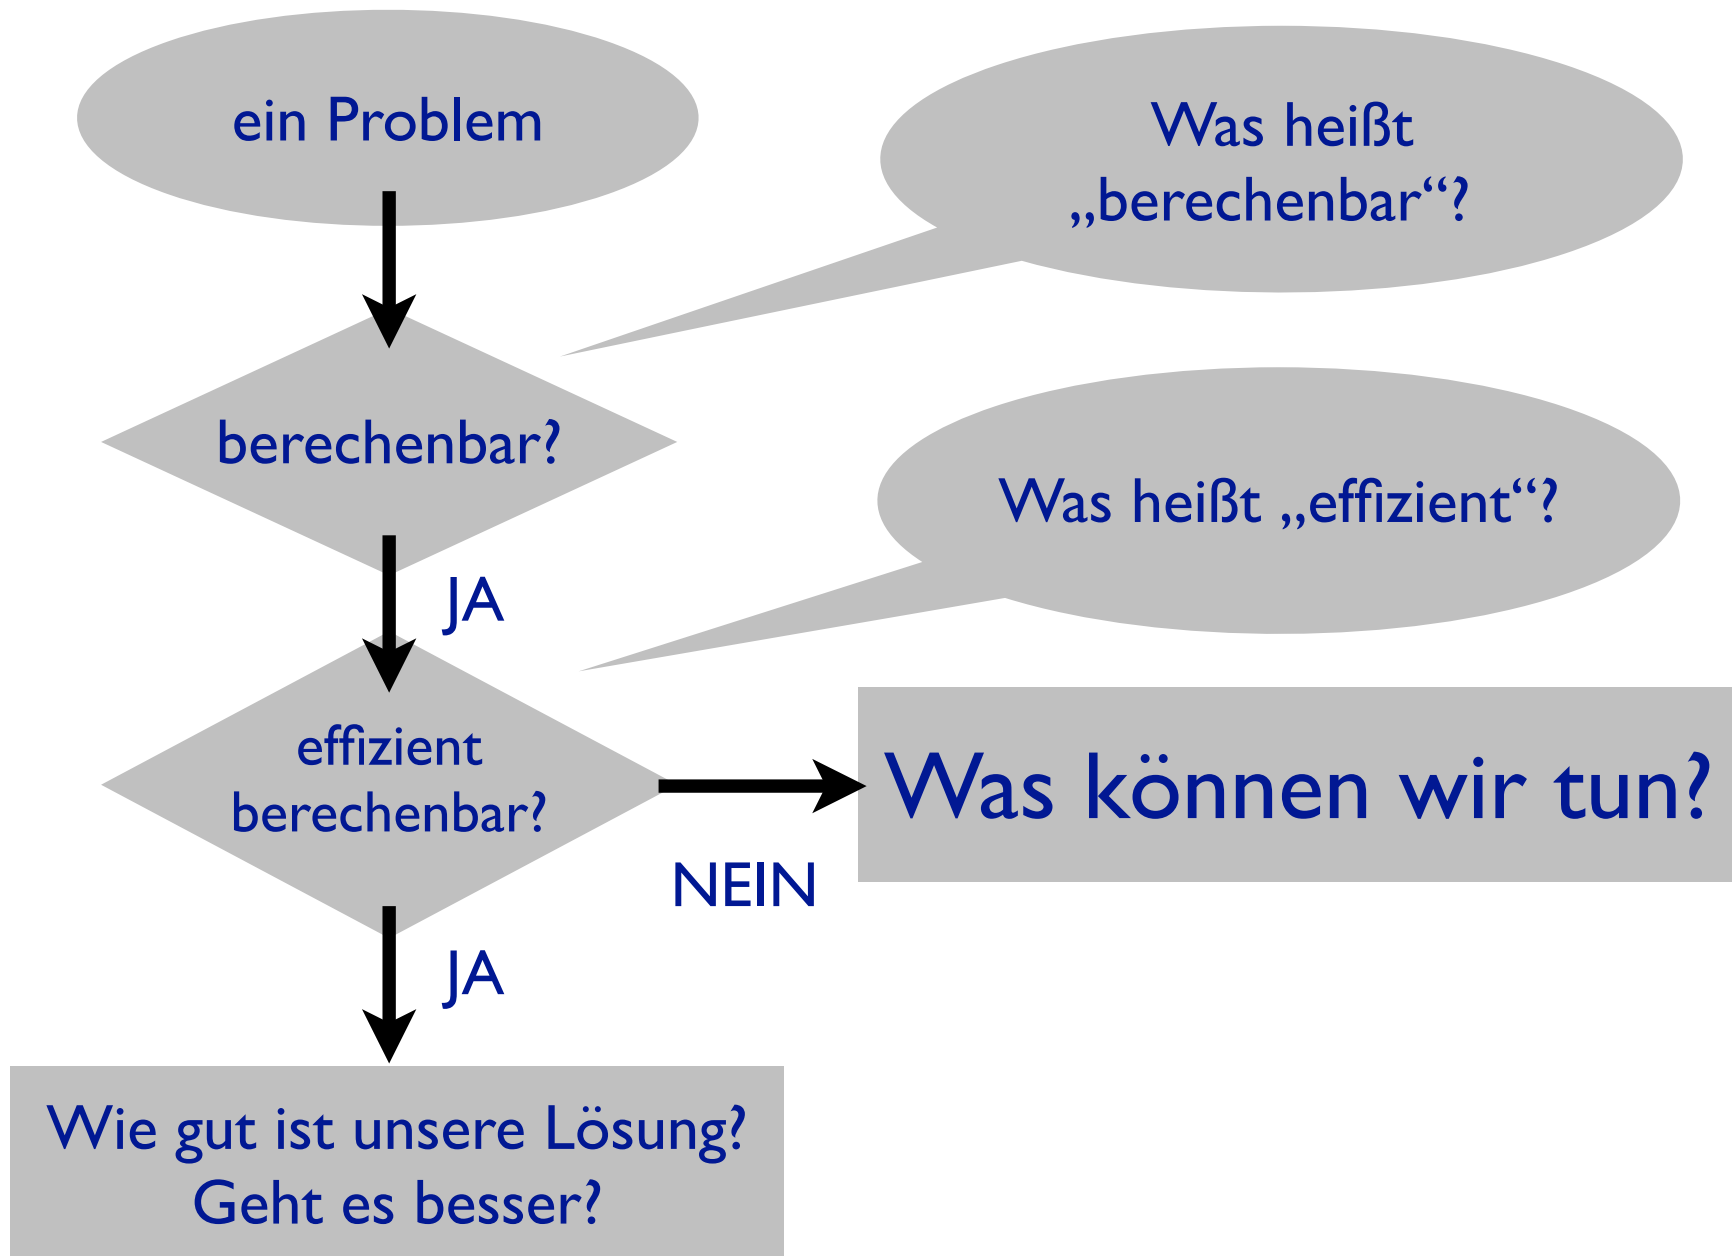 ein Problem
Was heißt
„berechenbar“?
berechenbar?
Was heißt „effizient“?
JA
effizient
berechenbar?
Was können wir tun?
NEIN
JA
Wie gut ist unsere Lösung?
Geht es besser?